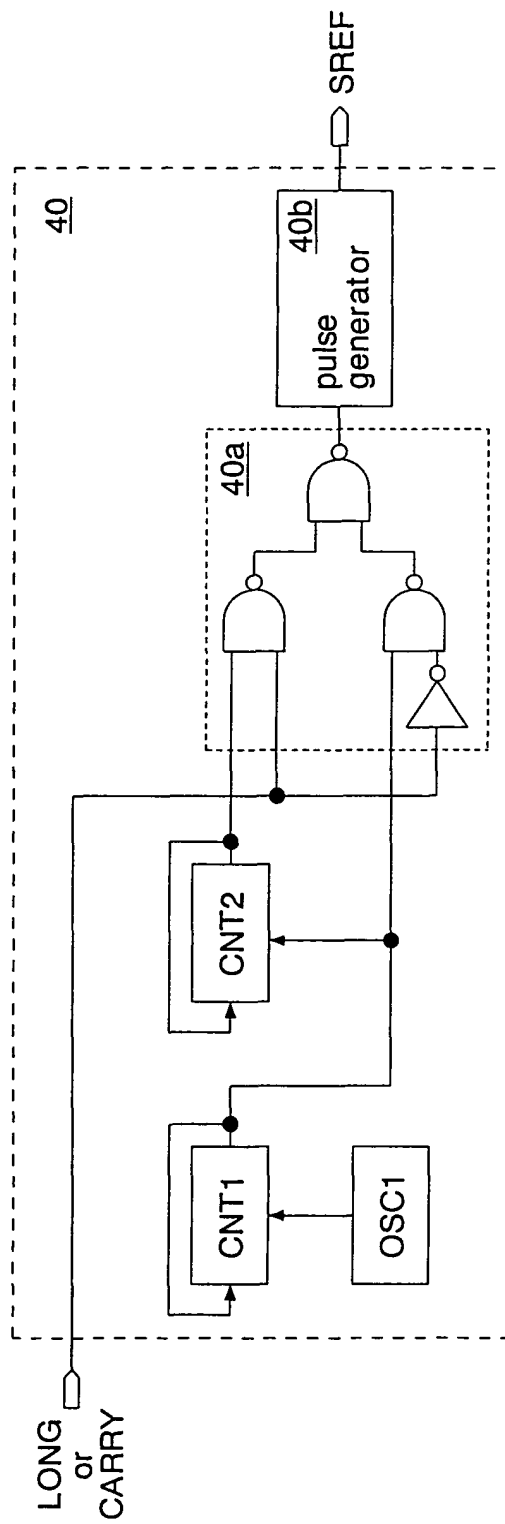 LONG
or
CARRY
40
CNT1
OSC1
CNT2
40a
40b
pulse
generator
SREF